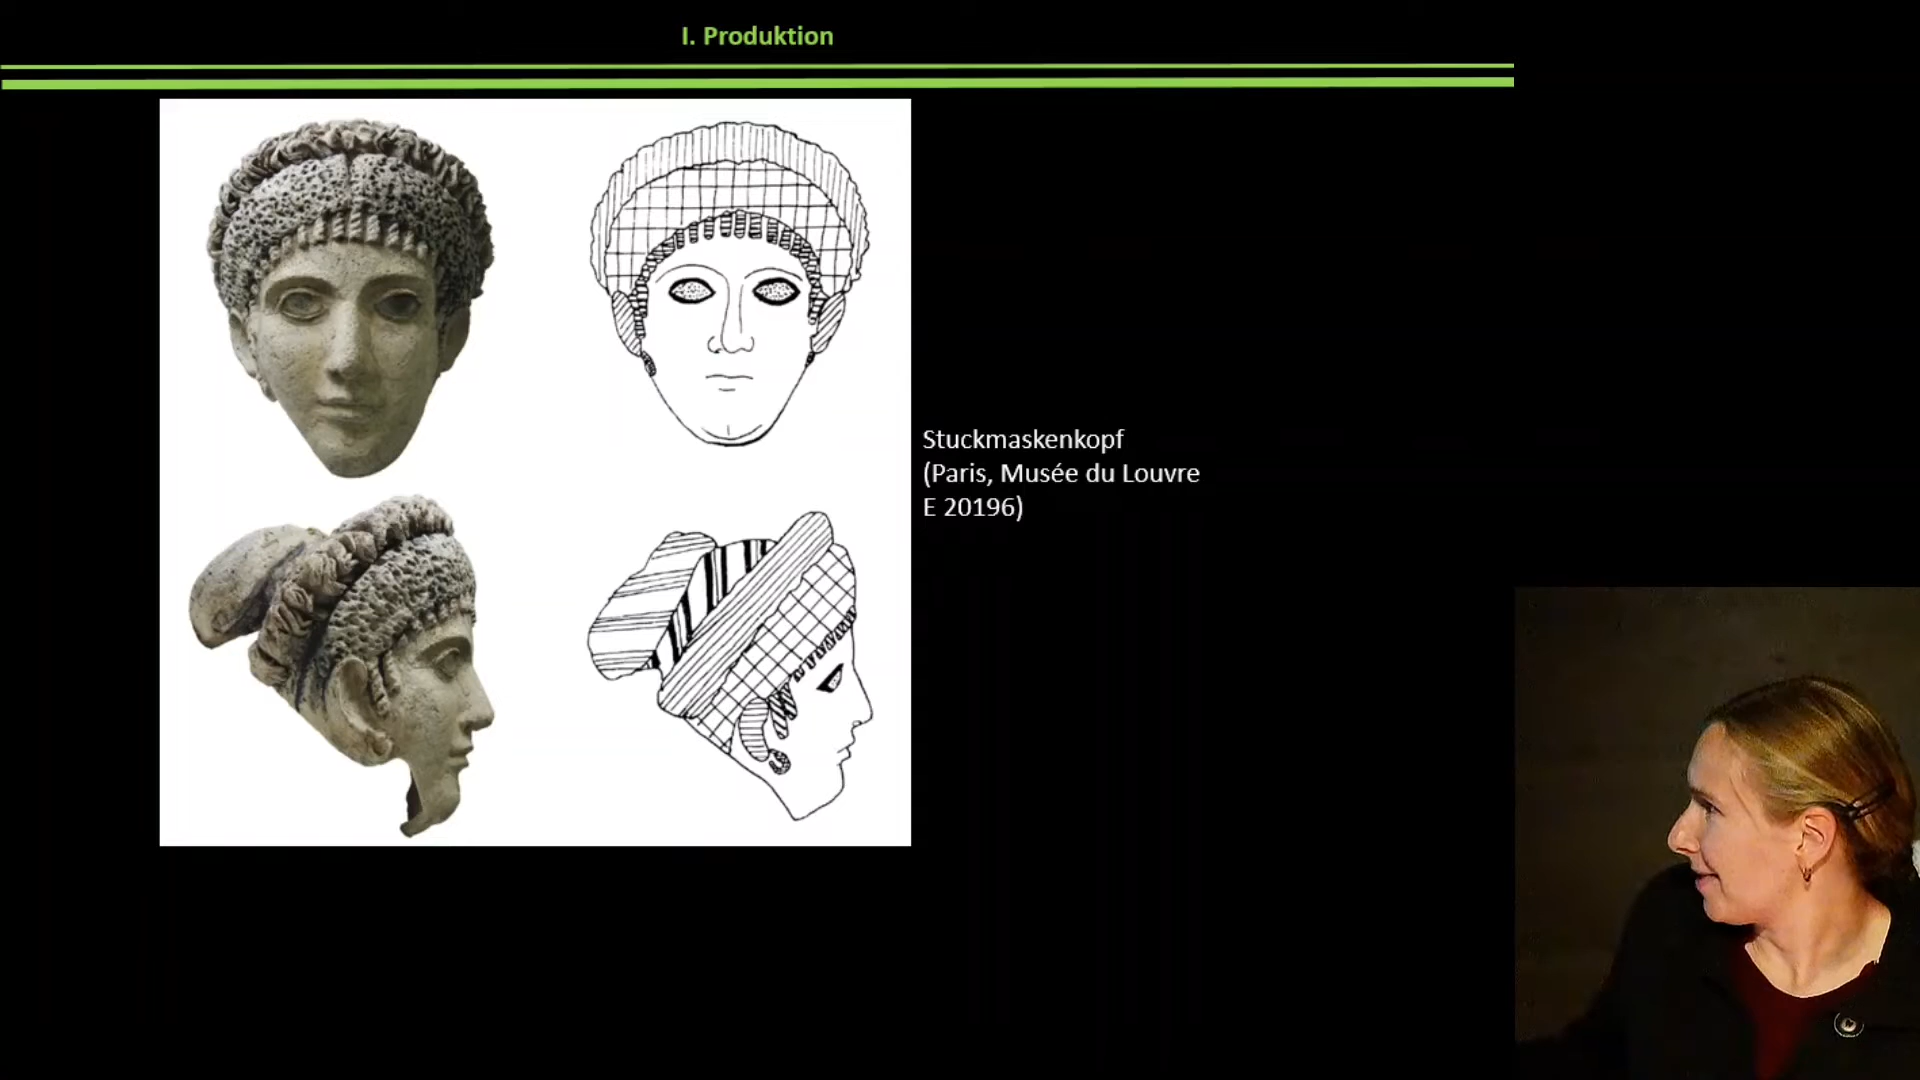 I. Produktion
Stuckmaskenkopf
(Paris, Musée du Louvre
E 20196)